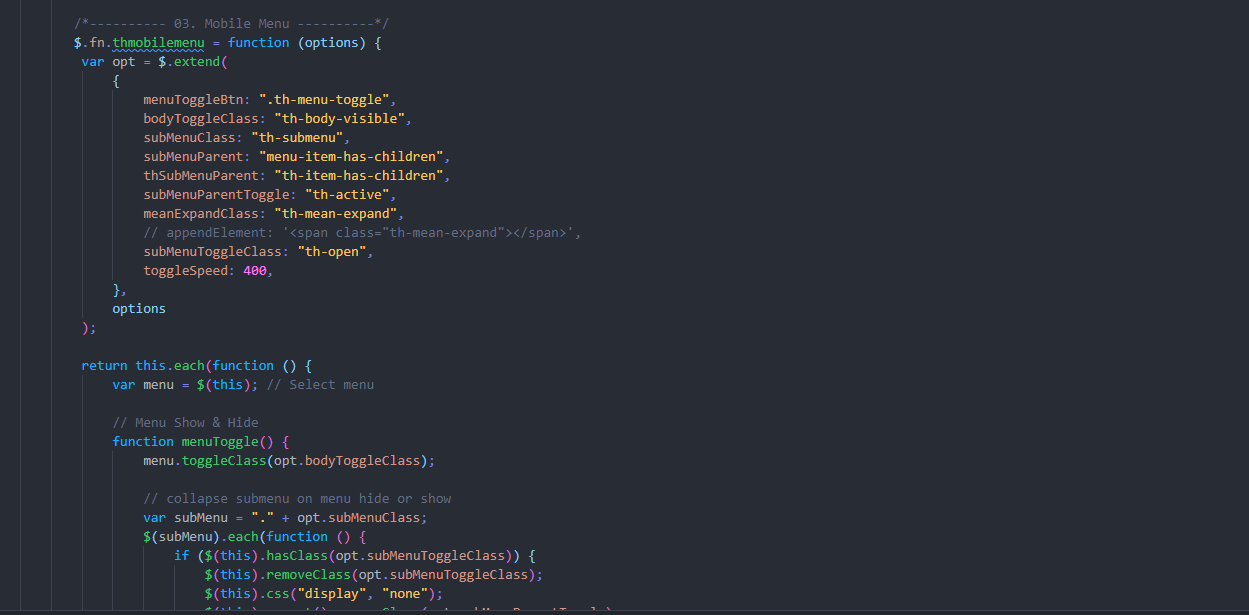 /*---------- 03. Mobile Menu ----------*/
$.fn.thmobilemenu = function (options) {
var opt = $.extend(
{
menuToggleBtn: ".th-menu-toggle",
bodyToggleClass: "th-body-visible",
subMenuClass: "th-submenu",
subMenuParent: "menu-item-has-children",
thSubMenuParent: "th-item-has-children",
subMenuParentToggle: "th-active",
meanExpandClass: "th-mean-expand",
// appendElement: '<span class="th-mean-expand"></span>',
subMenuToggleClass: "th-open",
toggleSpeed: 400,
},
options
);
return this.each(function () {
var menu = $(this); // Select menu
// Menu Show & Hide
function menuToggle() {
menu.toggleClass(opt.bodyToggleClass);
// collapse submenu on menu hide or show
var subMenu = "." + opt.subMenuClass;
$(subMenu).each(function () {
if ($(this).hasClass(opt.subMenuToggleClass)) {
$(this).removeClass(opt.subMenuToggleClass);
$(this).css("display", "none");